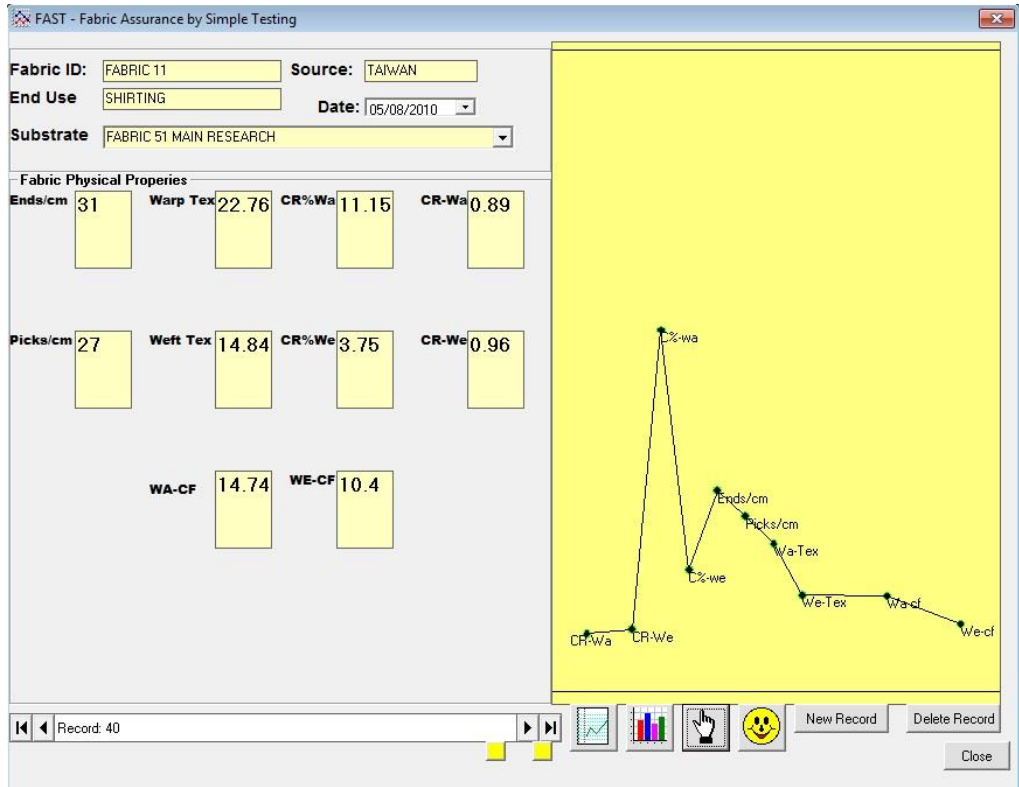 FAST - Fabric Assurance by Simple Testing
Fabric ID: FABRIC 11 Source: TAIWAN
End Use SHIRTING Date: 05/08/2010
Substrate FABRIC 51 MAIN RESEARCH
Fabric Physical Properies
Ends/cm 31 Warp Tex 22.76 CR%Wa 11.15 CR-Wa 0.89
Picks/cm 27 Weft Tex 14.84 CR%We 3.75 CR-We 0.96
WA-CF 14.74 WE-CF 10.4
C%-wa
Ends/cm
Picks/cm
Wa-Tex
C%-we
We-Tex
Wa-cf
We-cf
CR-Wa
CR-We
Record: 40
New Record
Delete Record
Close